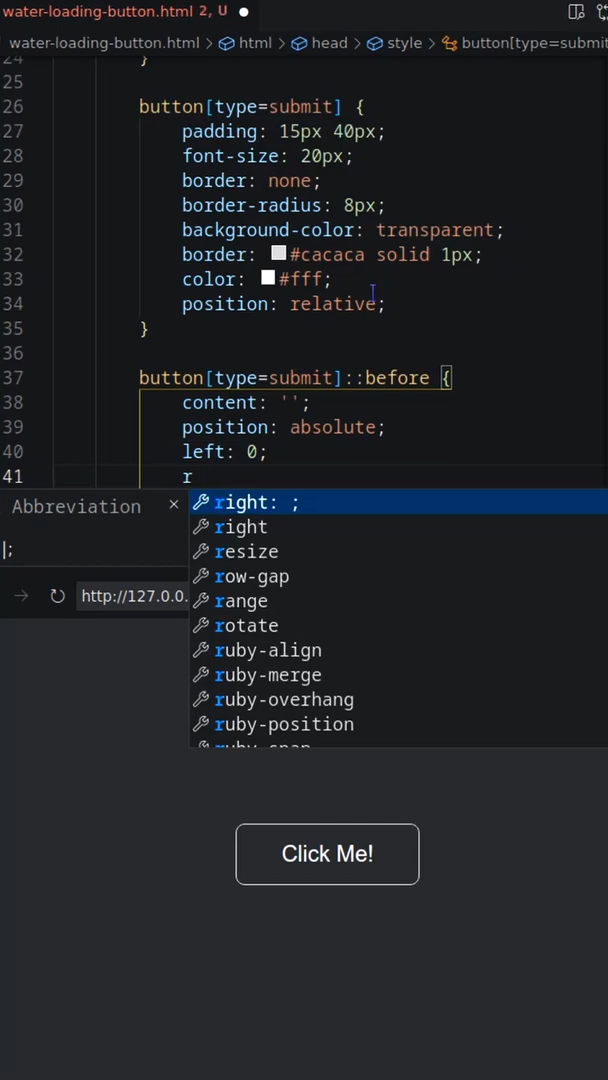 water-loading-button.html 2, U
water-loading-button.html > html > head > style > button[type=submit
24 }
25
26 button[type=submit] {
27 padding: 15px 40px;
28 font-size: 20px;
29 border: none;
30 border-radius: 8px;
31 background-color: transparent;
32 border: #cacaca solid 1px;
33 color: #fff;
34 position: relative;
35 }
36
37 button[type=submit]::before {
38 content: '';
39 position: absolute;
40 left: 0;
41 r
Abbreviation ×
|;
http://127.0.0.
right: ;
right
resize
row-gap
range
rotate
ruby-align
ruby-merge
ruby-overhang
ruby-position
ruby-span
Click Me!